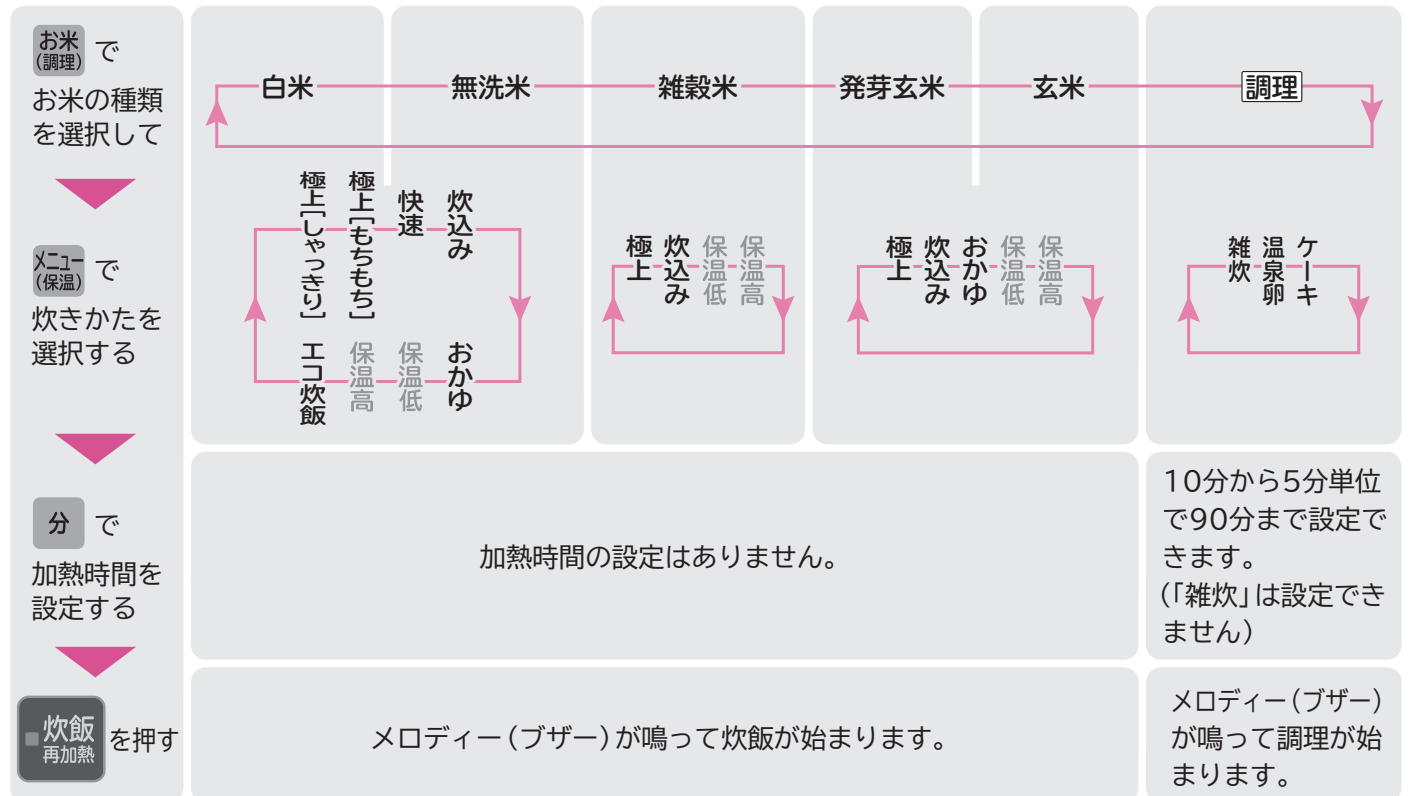 お米
(調理)
で
お米の種類
を選択して
白米
無洗米
雑穀米
発芽玄米
玄米
調理
メニュー
(保温)
で
炊きかたを
選択する
極上[しゃっきり]
極上[もちもち]
快速
炊込み
エコ炊飯
保温高
保温低
おかゆ
極上
炊込み
保温低
保温高
極上
炊込み
おかゆ
保温低
保温高
雑炊
温泉卵
ケーキ
分
で
加熱時間を
設定する
加熱時間の設定はありません。
10分から5分単位
で90分まで設定で
きます。
(「雑炊」は設定でき
ません)
炊飯
再加熱
を押す
メロディー(ブザー)が鳴って炊飯が始まります。
メロディー(ブザー)
が鳴って調理が始
まります。